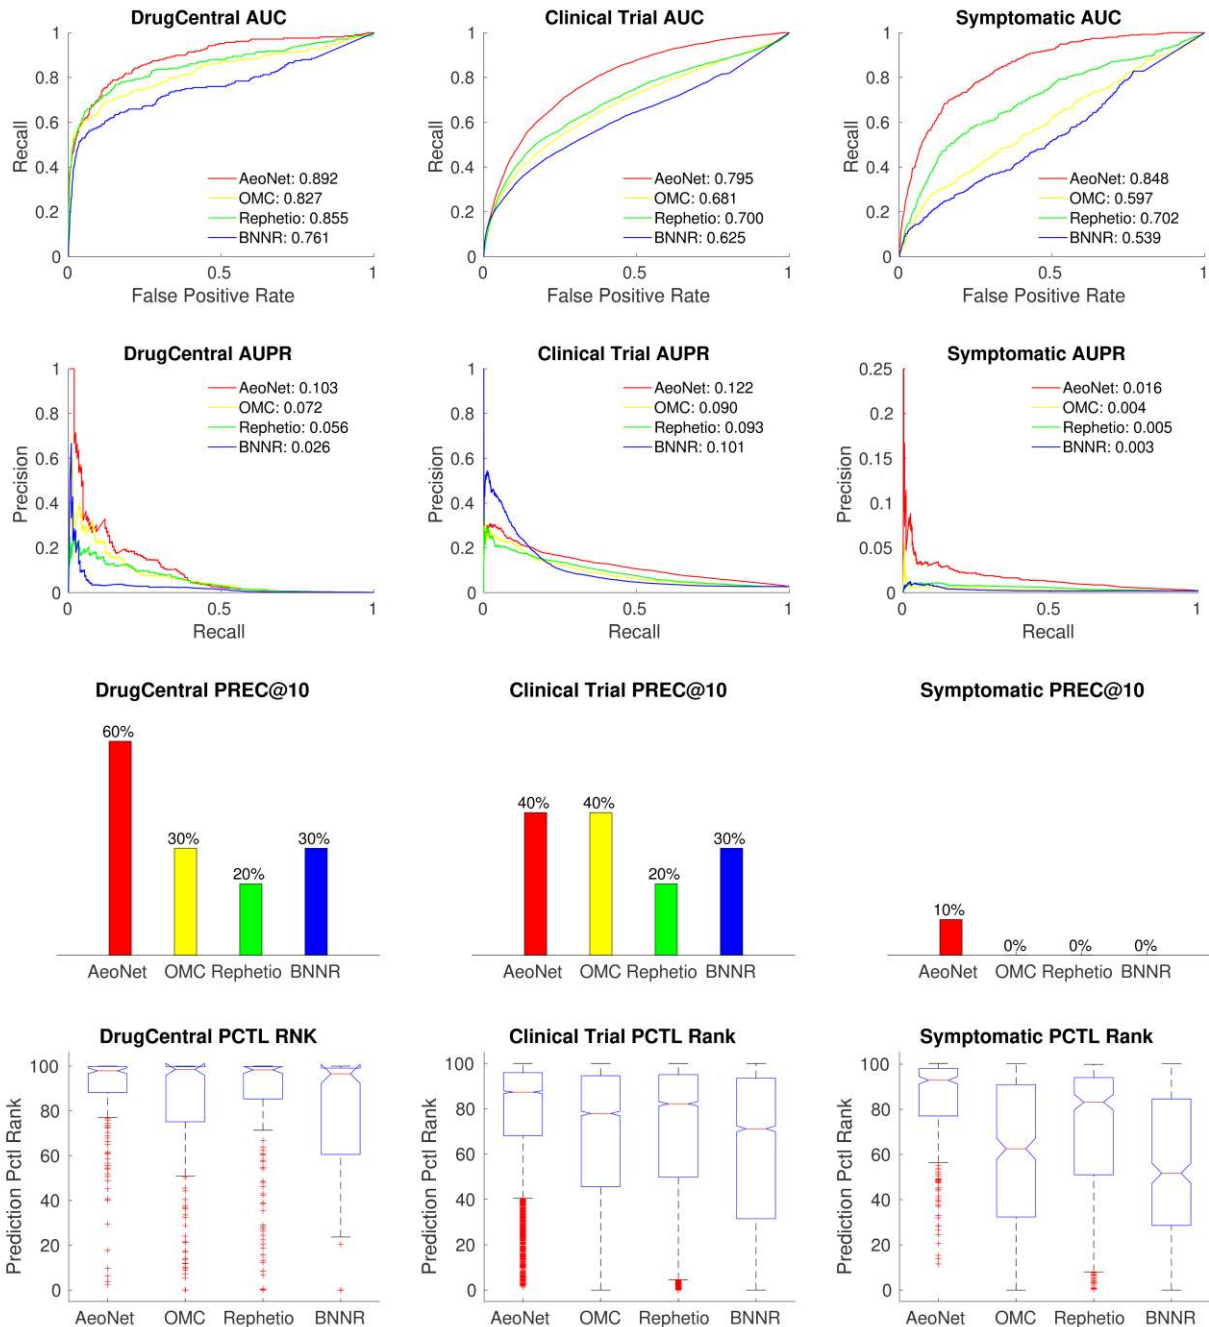 DrugCentral AUC
Recall
1
0.8
0.6
0.4
0.2
0
AeoNet: 0.892
OMC: 0.827
Rephetio: 0.855
BNNR: 0.761
0 0.5 1
False Positive Rate
Clinical Trial AUC
Recall
1
0.8
0.6
0.4
0.2
0
AeoNet: 0.795
OMC: 0.681
Rephetio: 0.700
BNNR: 0.625
0 0.5 1
False Positive Rate
Symptomatic AUC
Recall
1
0.8
0.6
0.4
0.2
0
AeoNet: 0.848
OMC: 0.597
Rephetio: 0.702
BNNR: 0.539
0 0.5 1
False Positive Rate
DrugCentral AUPR
Precision
1
0.8
0.6
0.4
0.2
0
AeoNet: 0.103
OMC: 0.072
Rephetio: 0.056
BNNR: 0.026
0 0.5 1
Recall
Clinical Trial AUPR
Precision
1
0.8
0.6
0.4
0.2
0
AeoNet: 0.122
OMC: 0.090
Rephetio: 0.093
BNNR: 0.101
0 0.5 1
Recall
Symptomatic AUPR
Precision
0.25
0.2
0.15
0.1
0.05
0
AeoNet: 0.016
OMC: 0.004
Rephetio: 0.005
BNNR: 0.003
0 0.5 1
Recall
DrugCentral PREC@10
60%
30%
20%
30%
AeoNet OMC Rephetio BNNR
Clinical Trial PREC@10
40%
40%
20%
30%
AeoNet OMC Rephetio BNNR
Symptomatic PREC@10
10%
0%
0%
0%
AeoNet OMC Rephetio BNNR
DrugCentral PCTL RNK
Prediction Pctl Rank
100
80
60
40
20
0
AeoNet OMC Rephetio BNNR
Clinical Trial PCTL Rank
Prediction Pctl Rank
100
80
60
40
20
0
AeoNet OMC Rephetio BNNR
Symptomatic PCTL Rank
Prediction Pctl Rank
100
80
60
40
20
0
AeoNet OMC Rephetio BNNR